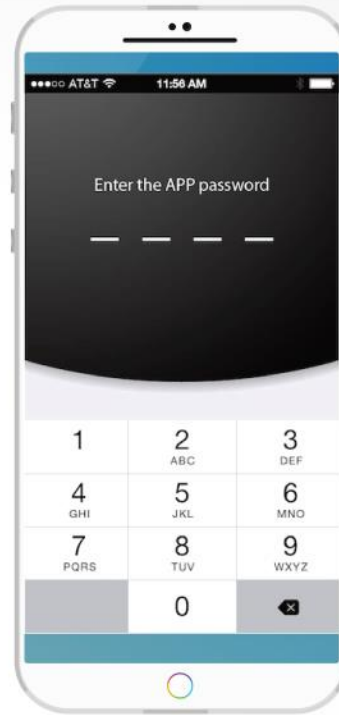 AT&T 11:56 AM
Enter the APP password
1 2 3
ABC DEF
4 5 6
GHI JKL MNO
7 8 9
PQRS TUV WXYZ
0